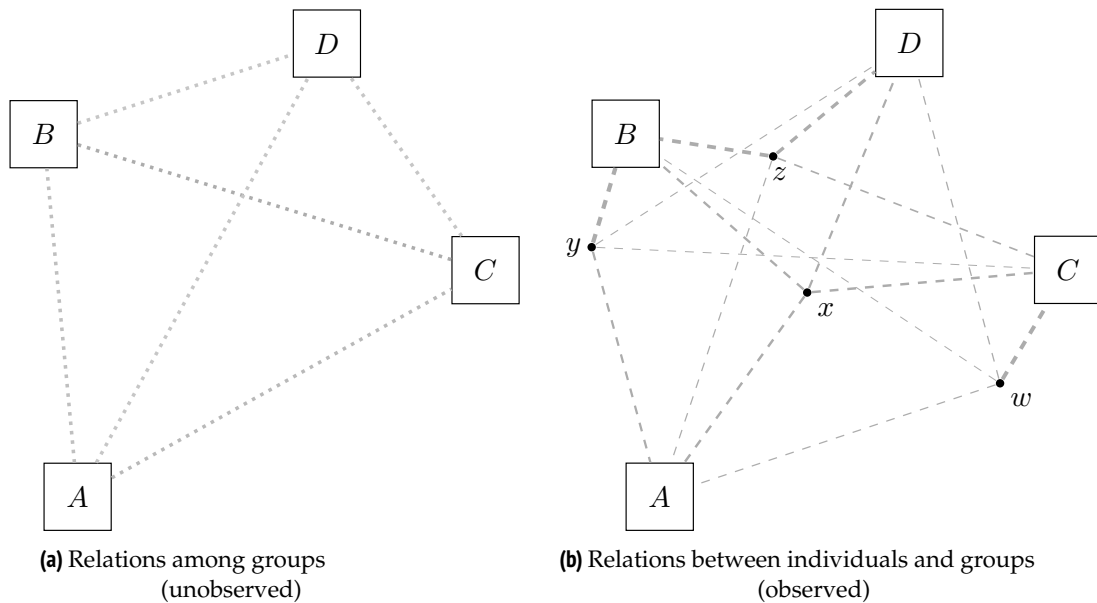 D
B
C
A
(a) Relations among groups
(unobserved)
D
B
z
y
C
x
w
A
(b) Relations between individuals and groups
(observed)